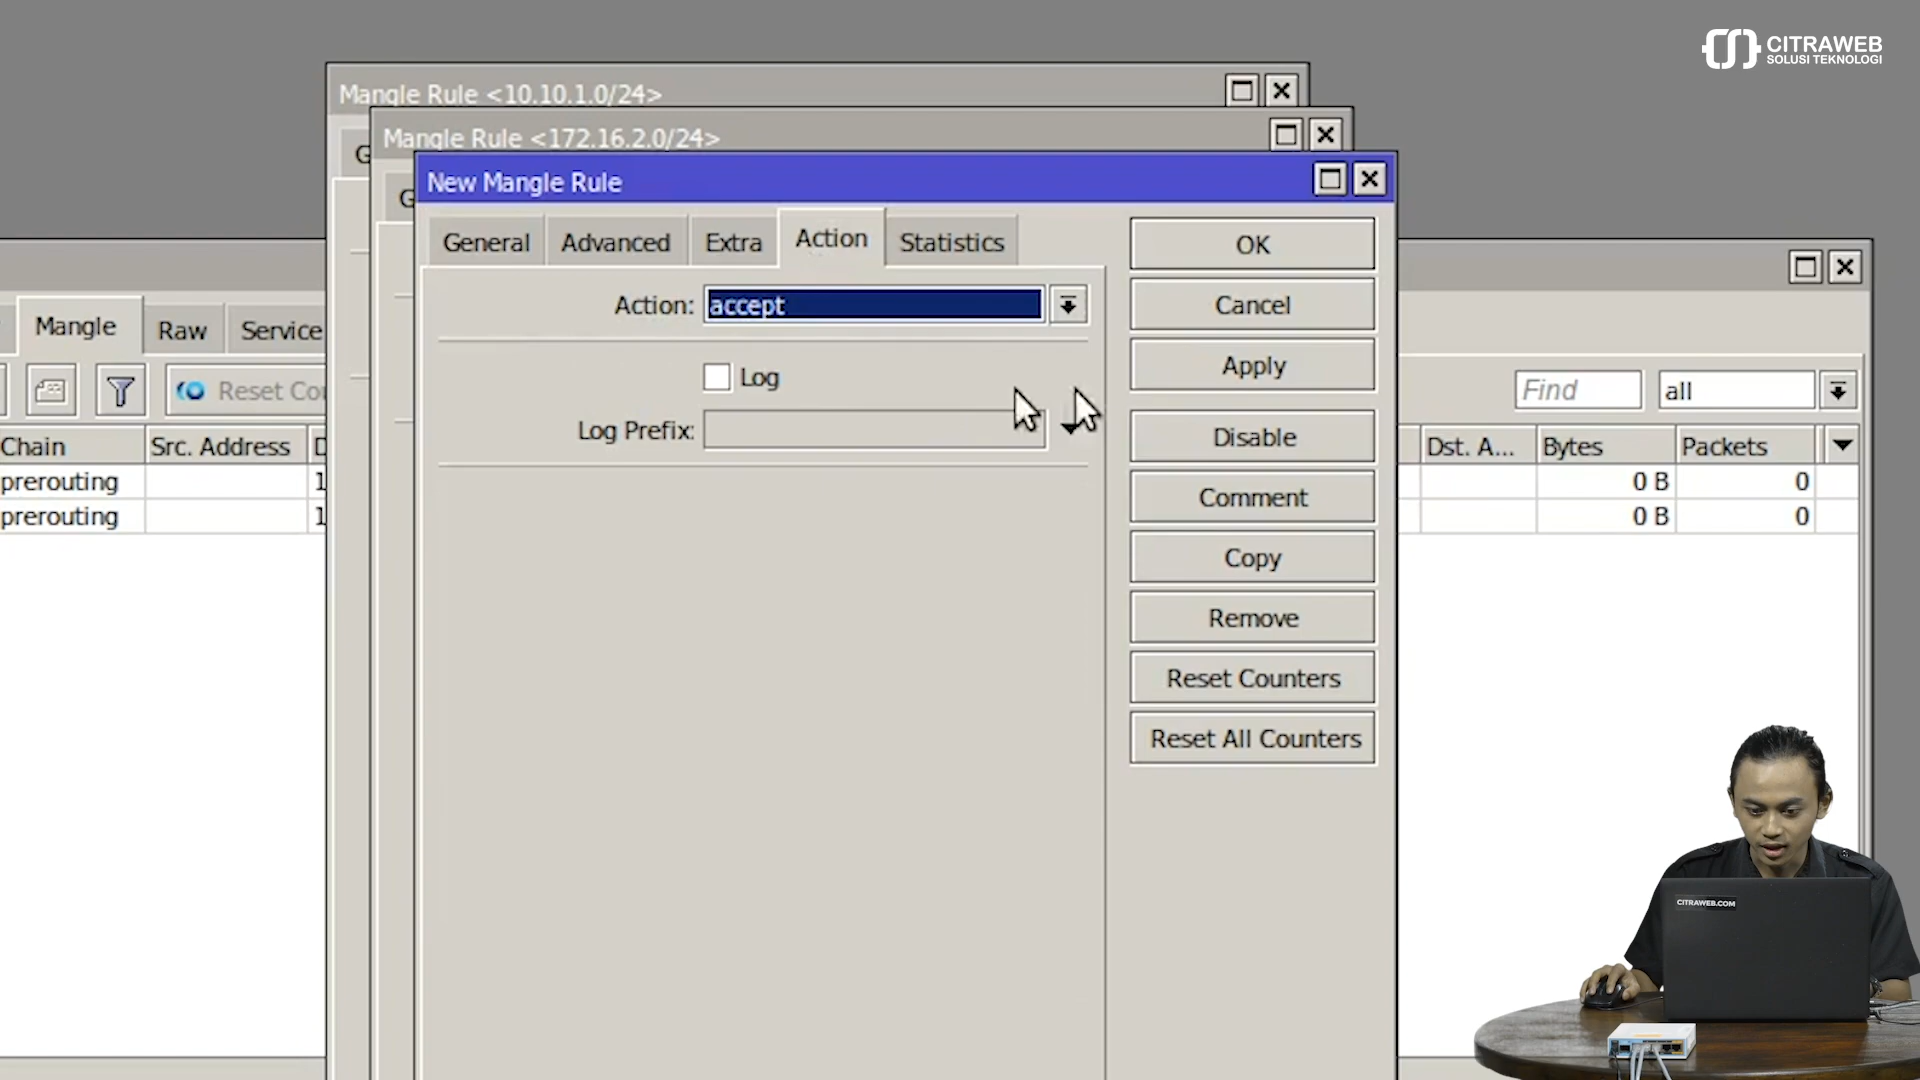 CITRAWEB
SOLUSI TEKNOLOGI
Mangle Rule <10.10.1.0/24>
G
Mangle Rule <172.16.2.0/24>
G
New Mangle Rule
General
Advanced
Extra
Action
Statistics
Action:
accept
Log
Log Prefix:
OK
Cancel
Apply
Disable
Comment
Copy
Remove
Reset Counters
Reset All Counters
Mangle
Raw
Service
Reset Co
Find
all
Chain
Src. Address
D
Dst. A...
Bytes
Packets
prerouting
1
0 B
0
prerouting
1
0 B
0
CITRAWEB.COM